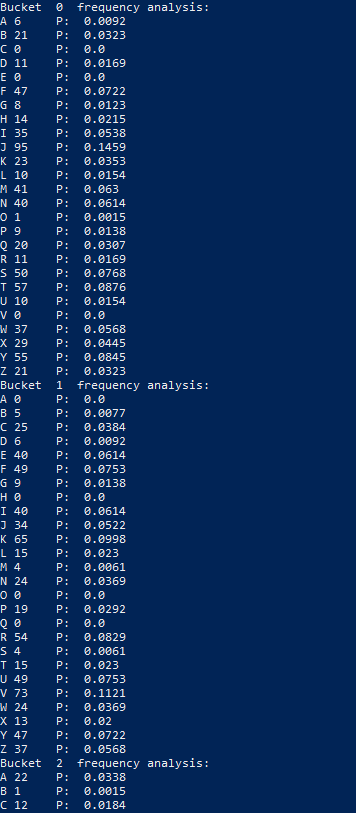 Bucket  0  frequency analysis:
A 6     P:  0.0092
B 21    P:  0.0323
C 0     P:  0.0
D 11    P:  0.0169
E 0     P:  0.0
F 47    P:  0.0722
G 8     P:  0.0123
H 14    P:  0.0215
I 35    P:  0.0538
J 95    P:  0.1459
K 23    P:  0.0353
L 10    P:  0.0154
M 41    P:  0.063
N 40    P:  0.0614
O 1     P:  0.0015
P 9     P:  0.0138
Q 20    P:  0.0307
R 11    P:  0.0169
S 50    P:  0.0768
T 57    P:  0.0876
U 10    P:  0.0154
V 0     P:  0.0
W 37    P:  0.0568
X 29    P:  0.0445
Y 55    P:  0.0845
Z 21    P:  0.0323
Bucket  1  frequency analysis:
A 0     P:  0.0
B 5     P:  0.0077
C 25    P:  0.0384
D 6     P:  0.0092
E 40    P:  0.0614
F 49    P:  0.0753
G 9     P:  0.0138
H 0     P:  0.0
I 40    P:  0.0614
J 34    P:  0.0522
K 65    P:  0.0998
L 15    P:  0.023
M 4     P:  0.0061
N 24    P:  0.0369
O 0     P:  0.0
P 19    P:  0.0292
Q 0     P:  0.0
R 54    P:  0.0829
S 4     P:  0.0061
T 15    P:  0.023
U 49    P:  0.0753
V 73    P:  0.1121
W 24    P:  0.0369
X 13    P:  0.02
Y 47    P:  0.0722
Z 37    P:  0.0568
Bucket  2  frequency analysis:
A 22    P:  0.0338
B 1     P:  0.0015
C 12    P:  0.0184